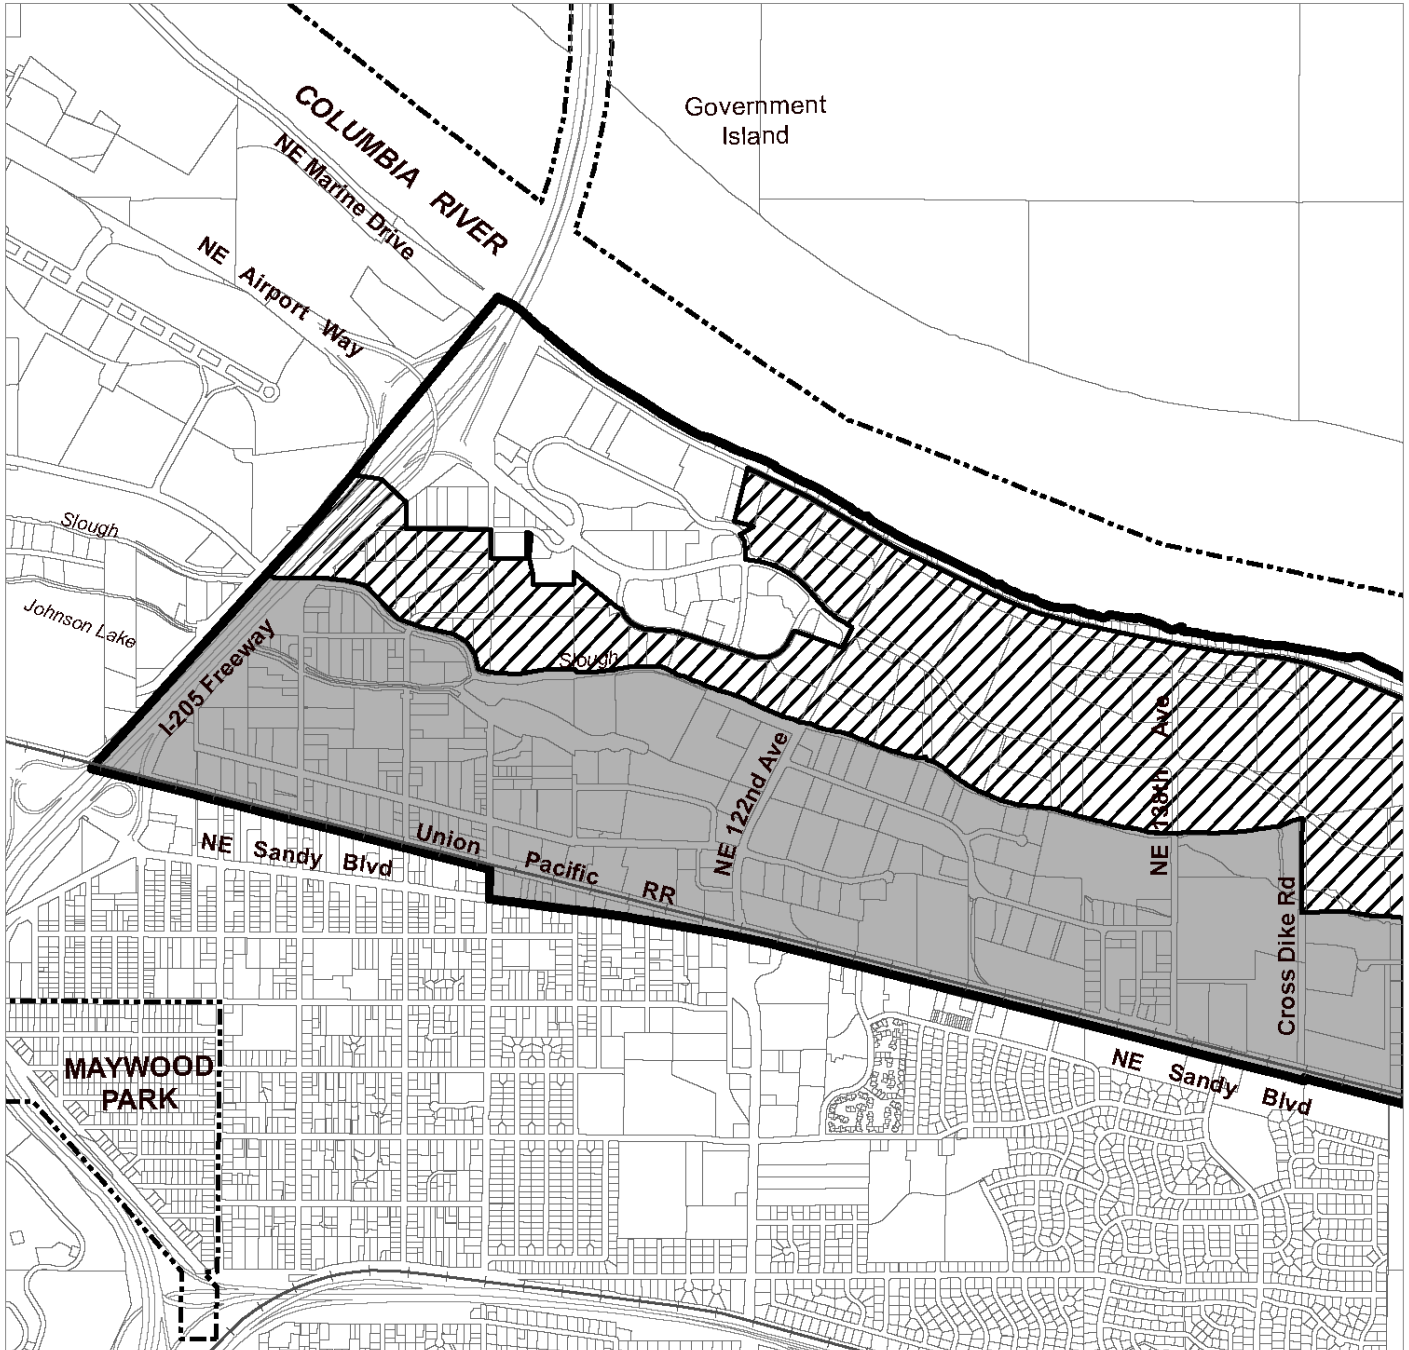 Government
Island
COLUMBIA RIVER
NE Marine Drive
NE Airport Way
Slough
Johnson Lake
I-205 Freeway
Slough
NE 138th Ave
NE 122nd Ave
NE Sandy Blvd
Union Pacific RR
Cross Dike Rd
MAYWOOD
PARK
NE Sandy Blvd